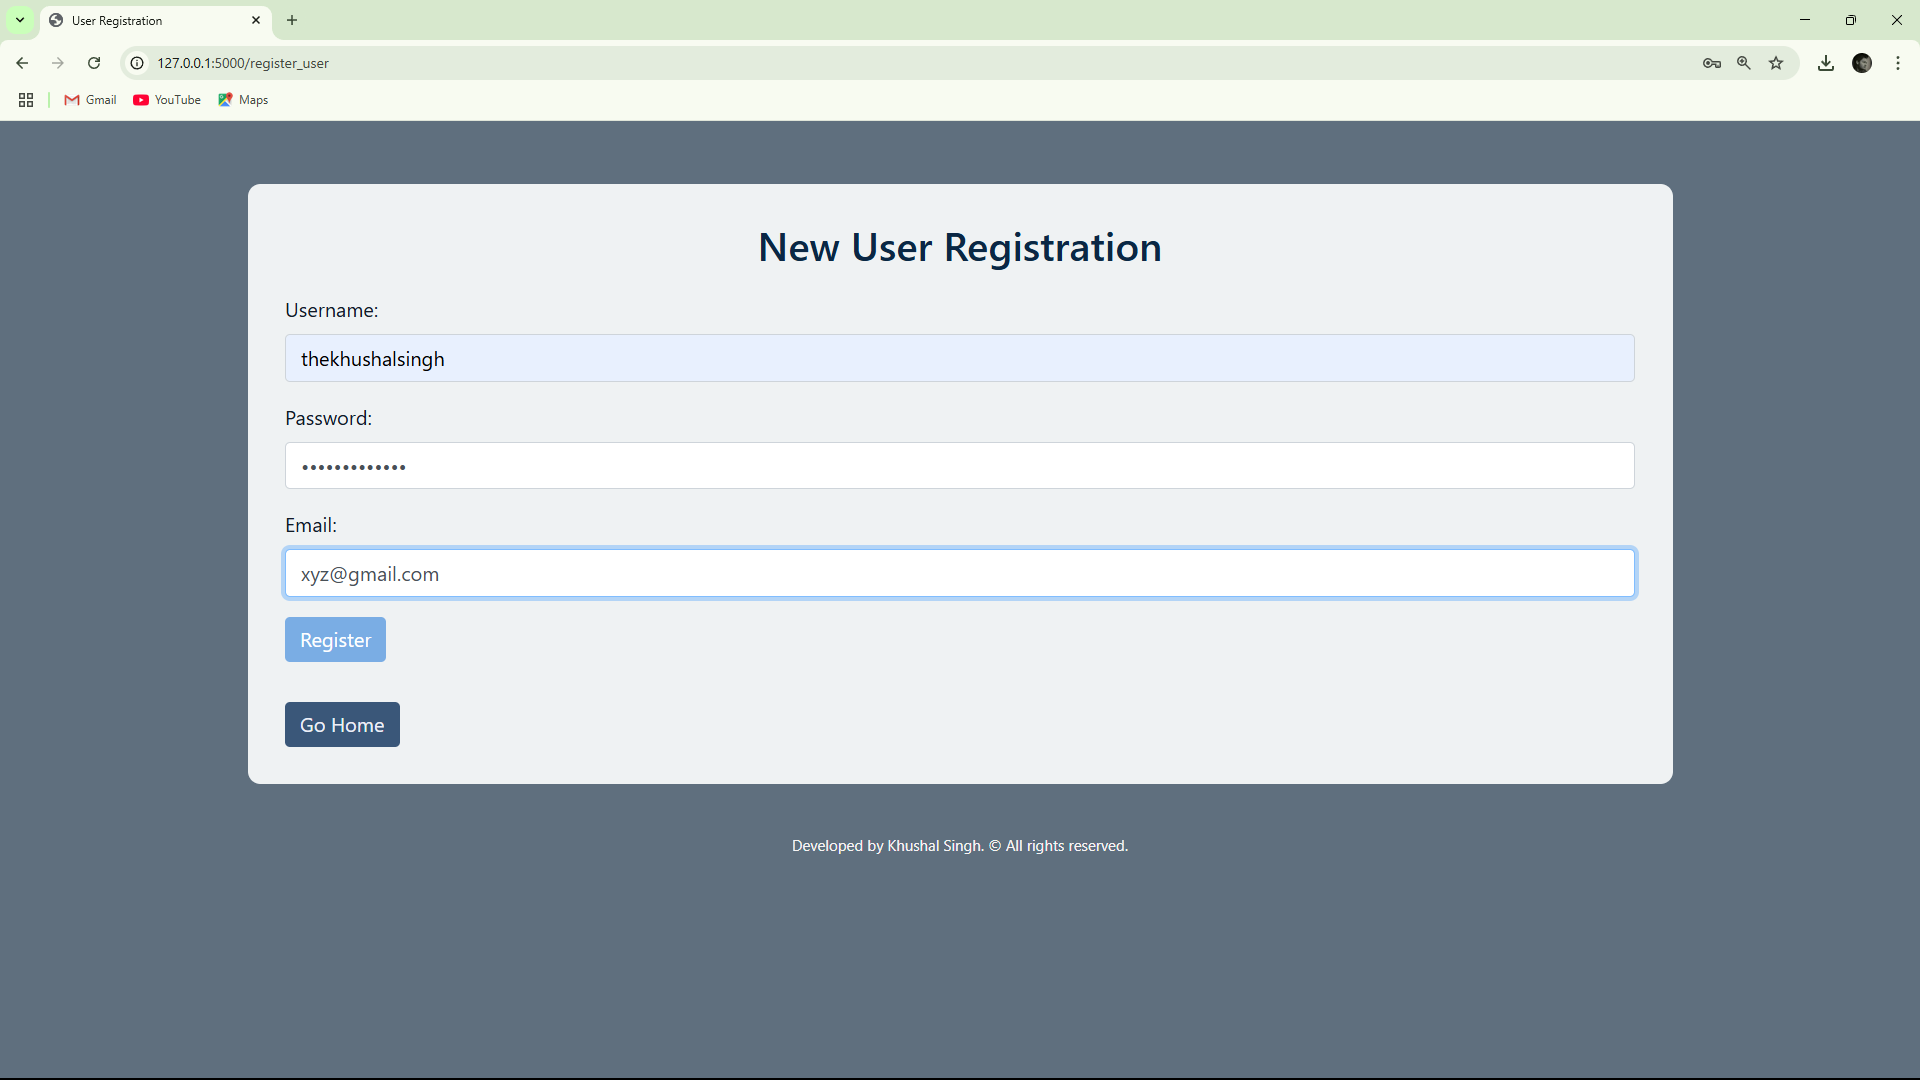 User Registration
127.0.0.1:5000/register_user
Gmail YouTube Maps
New User Registration
Username:
thekhushalsingh
Password:
•••••••••••••
Email:
xyz@gmail.com
Register
Go Home
Developed by Khushal Singh. © All rights reserved.